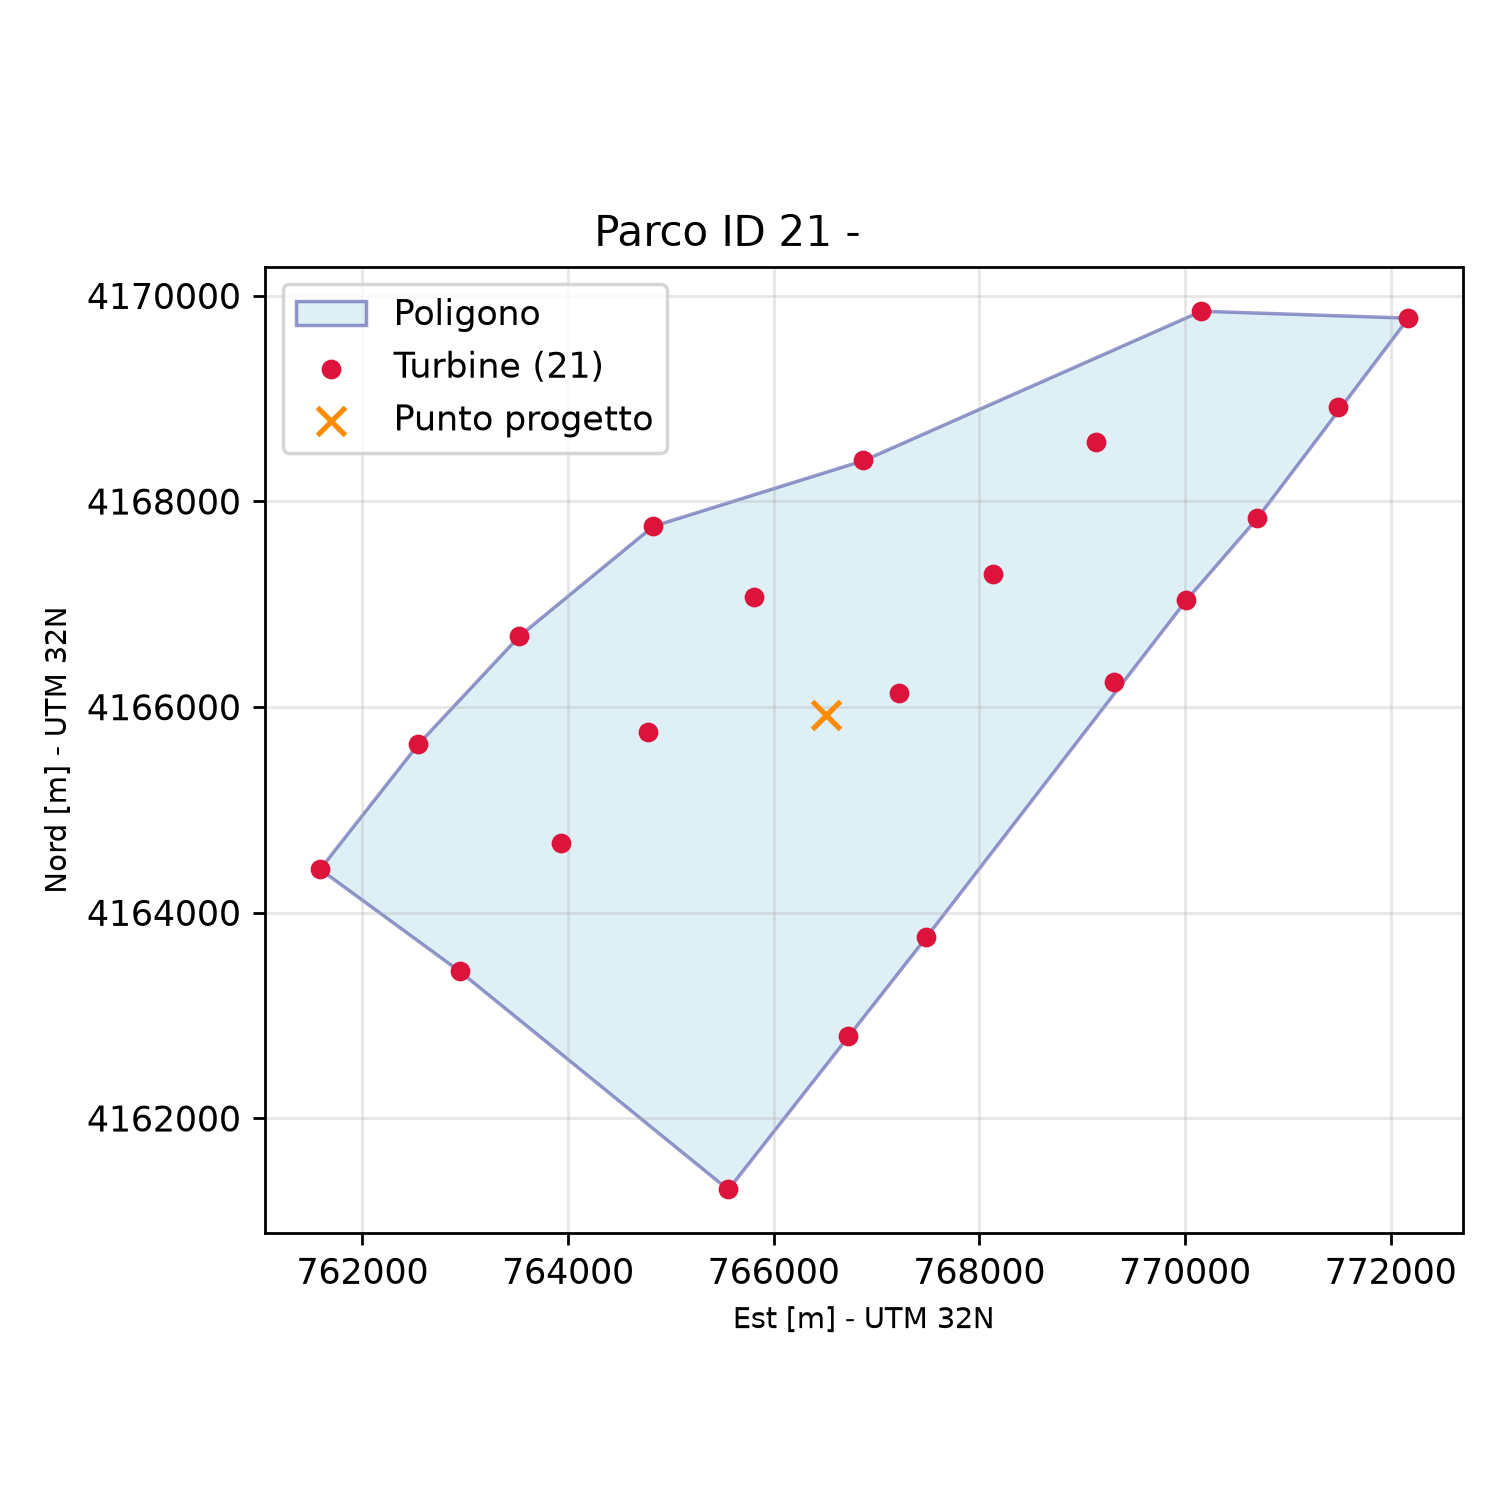 Parco ID 21 -
Poligono
Turbine (21)
Punto progetto
4170000
4168000
4166000
4164000
4162000
Nord [m] - UTM 32N
762000 764000 766000 768000 770000 772000
Est [m] - UTM 32N